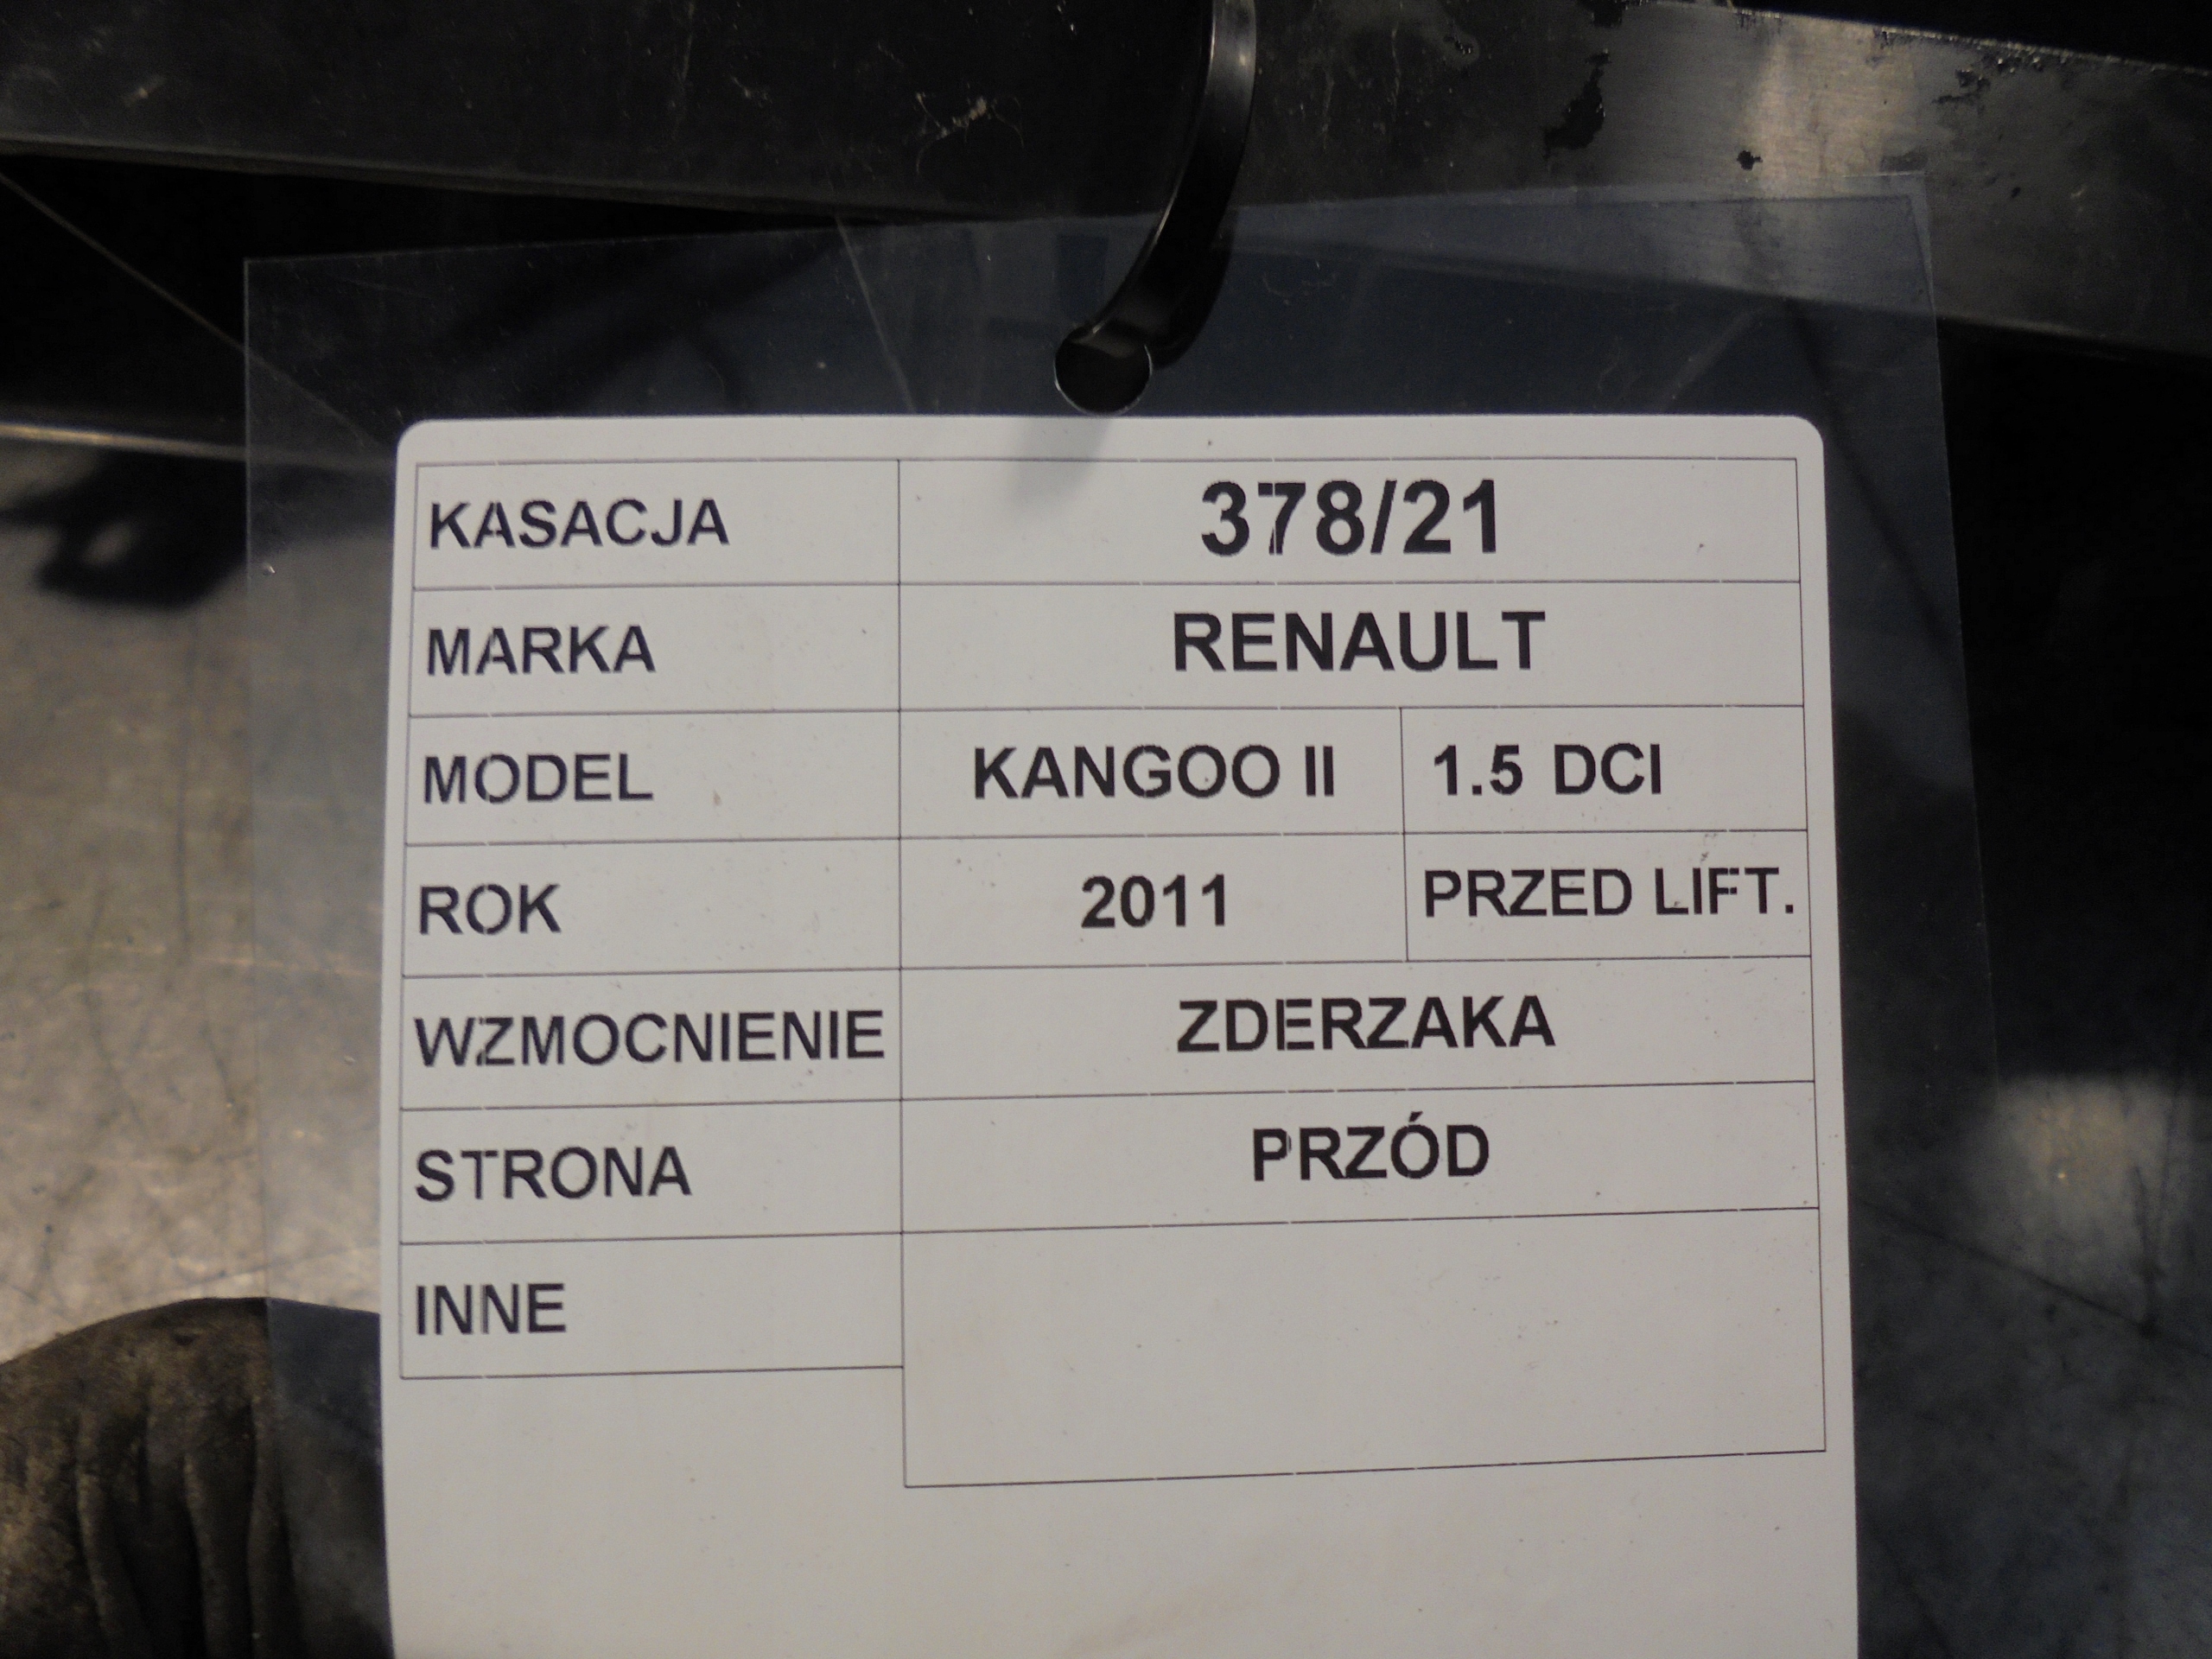 KASACJA 378/21
MARKA RENAULT
MODEL KANGOO II 1.5 DCI
ROK 2011 PRZED LIFT.
WZMOCNIENIE ZDERZAKA
STRONA PRZÓD
INNE